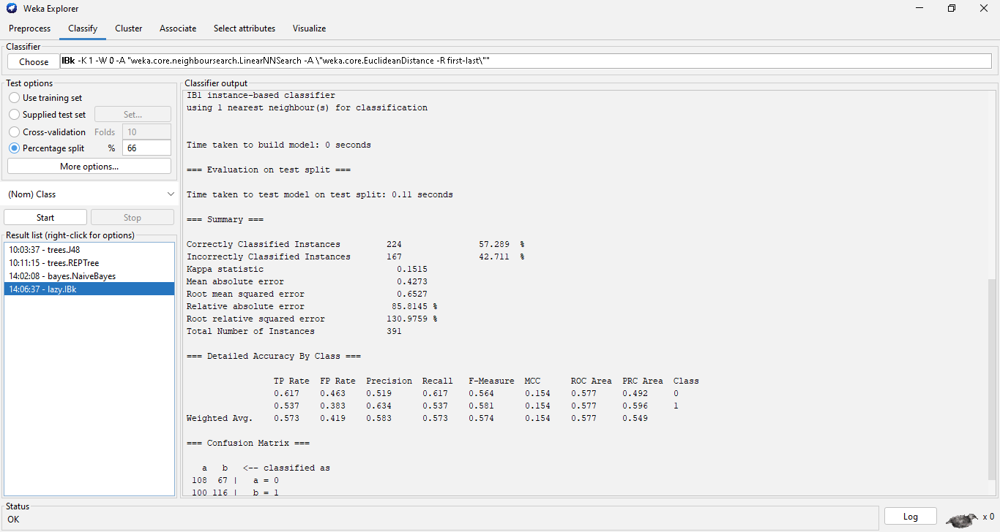 Weka Explorer
Preprocess Classify Cluster Associate Select attributes Visualize
Classifier
Choose IBk -K 1 -W 0 -A "weka.core.neighboursearch.LinearNNSearch -A \"weka.core.EuclideanDistance -R first-last\""
Test options
Use training set
Supplied test set Set...
Cross-validation Folds 10
Percentage split % 66
More options...
(Nom) Class
Start Stop
Result list (right-click for options)
10:03:37 - trees.J48
10:11:15 - trees.REPTree
14:02:08 - bayes.NaiveBayes
14:06:37 - lazy.IBk
Classifier output
IB1 instance-based classifier
using 1 nearest neighbour(s) for classification
Time taken to build model: 0 seconds
=== Evaluation on test split ===
Time taken to test model on test split: 0.11 seconds
=== Summary ===
Correctly Classified Instances 224 57.289 %
Incorrectly Classified Instances 167 42.711 %
Kappa statistic 0.1515
Mean absolute error 0.4273
Root mean squared error 0.6527
Relative absolute error 85.8145 %
Root relative squared error 130.9759 %
Total Number of Instances 391
=== Detailed Accuracy By Class ===
TP Rate FP Rate Precision Recall F-Measure MCC ROC Area PRC Area Class
0.617 0.463 0.519 0.617 0.564 0.154 0.577 0.492 0
0.537 0.383 0.634 0.537 0.581 0.154 0.577 0.596 1
Weighted Avg. 0.573 0.419 0.583 0.573 0.574 0.154 0.577 0.549
=== Confusion Matrix ===
a b <-- classified as
108 67 | a = 0
100 116 | b = 1
Status
OK
Log
x 0